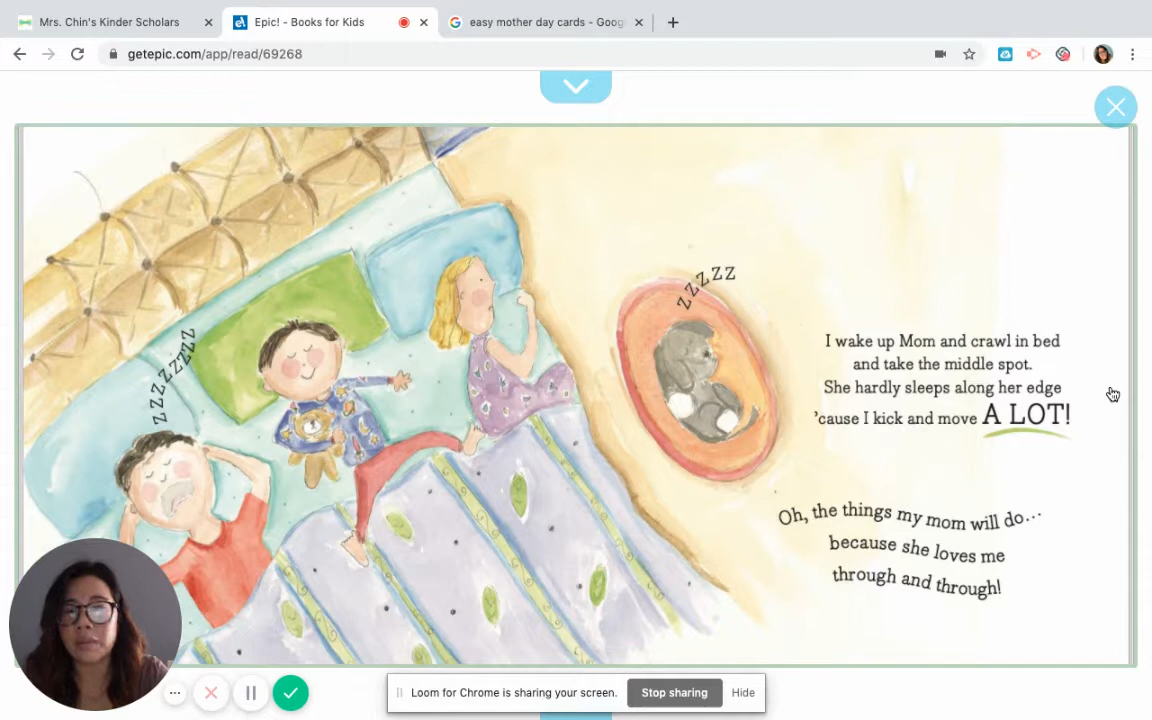 Mrs. Chin's Kinder Scholars
Epic! - Books for Kids
easy mother day cards - Goog
getepic.com/app/read/69268
ZZZZZZZZ
ZZZZZ
I wake up Mom and crawl in bed
and take the middle spot.
She hardly sleeps along her edge
'cause I kick and move A LOT!
Oh, the things my mom will do...
because she loves me
through and through!
Loom for Chrome is sharing your screen.
Stop sharing
Hide